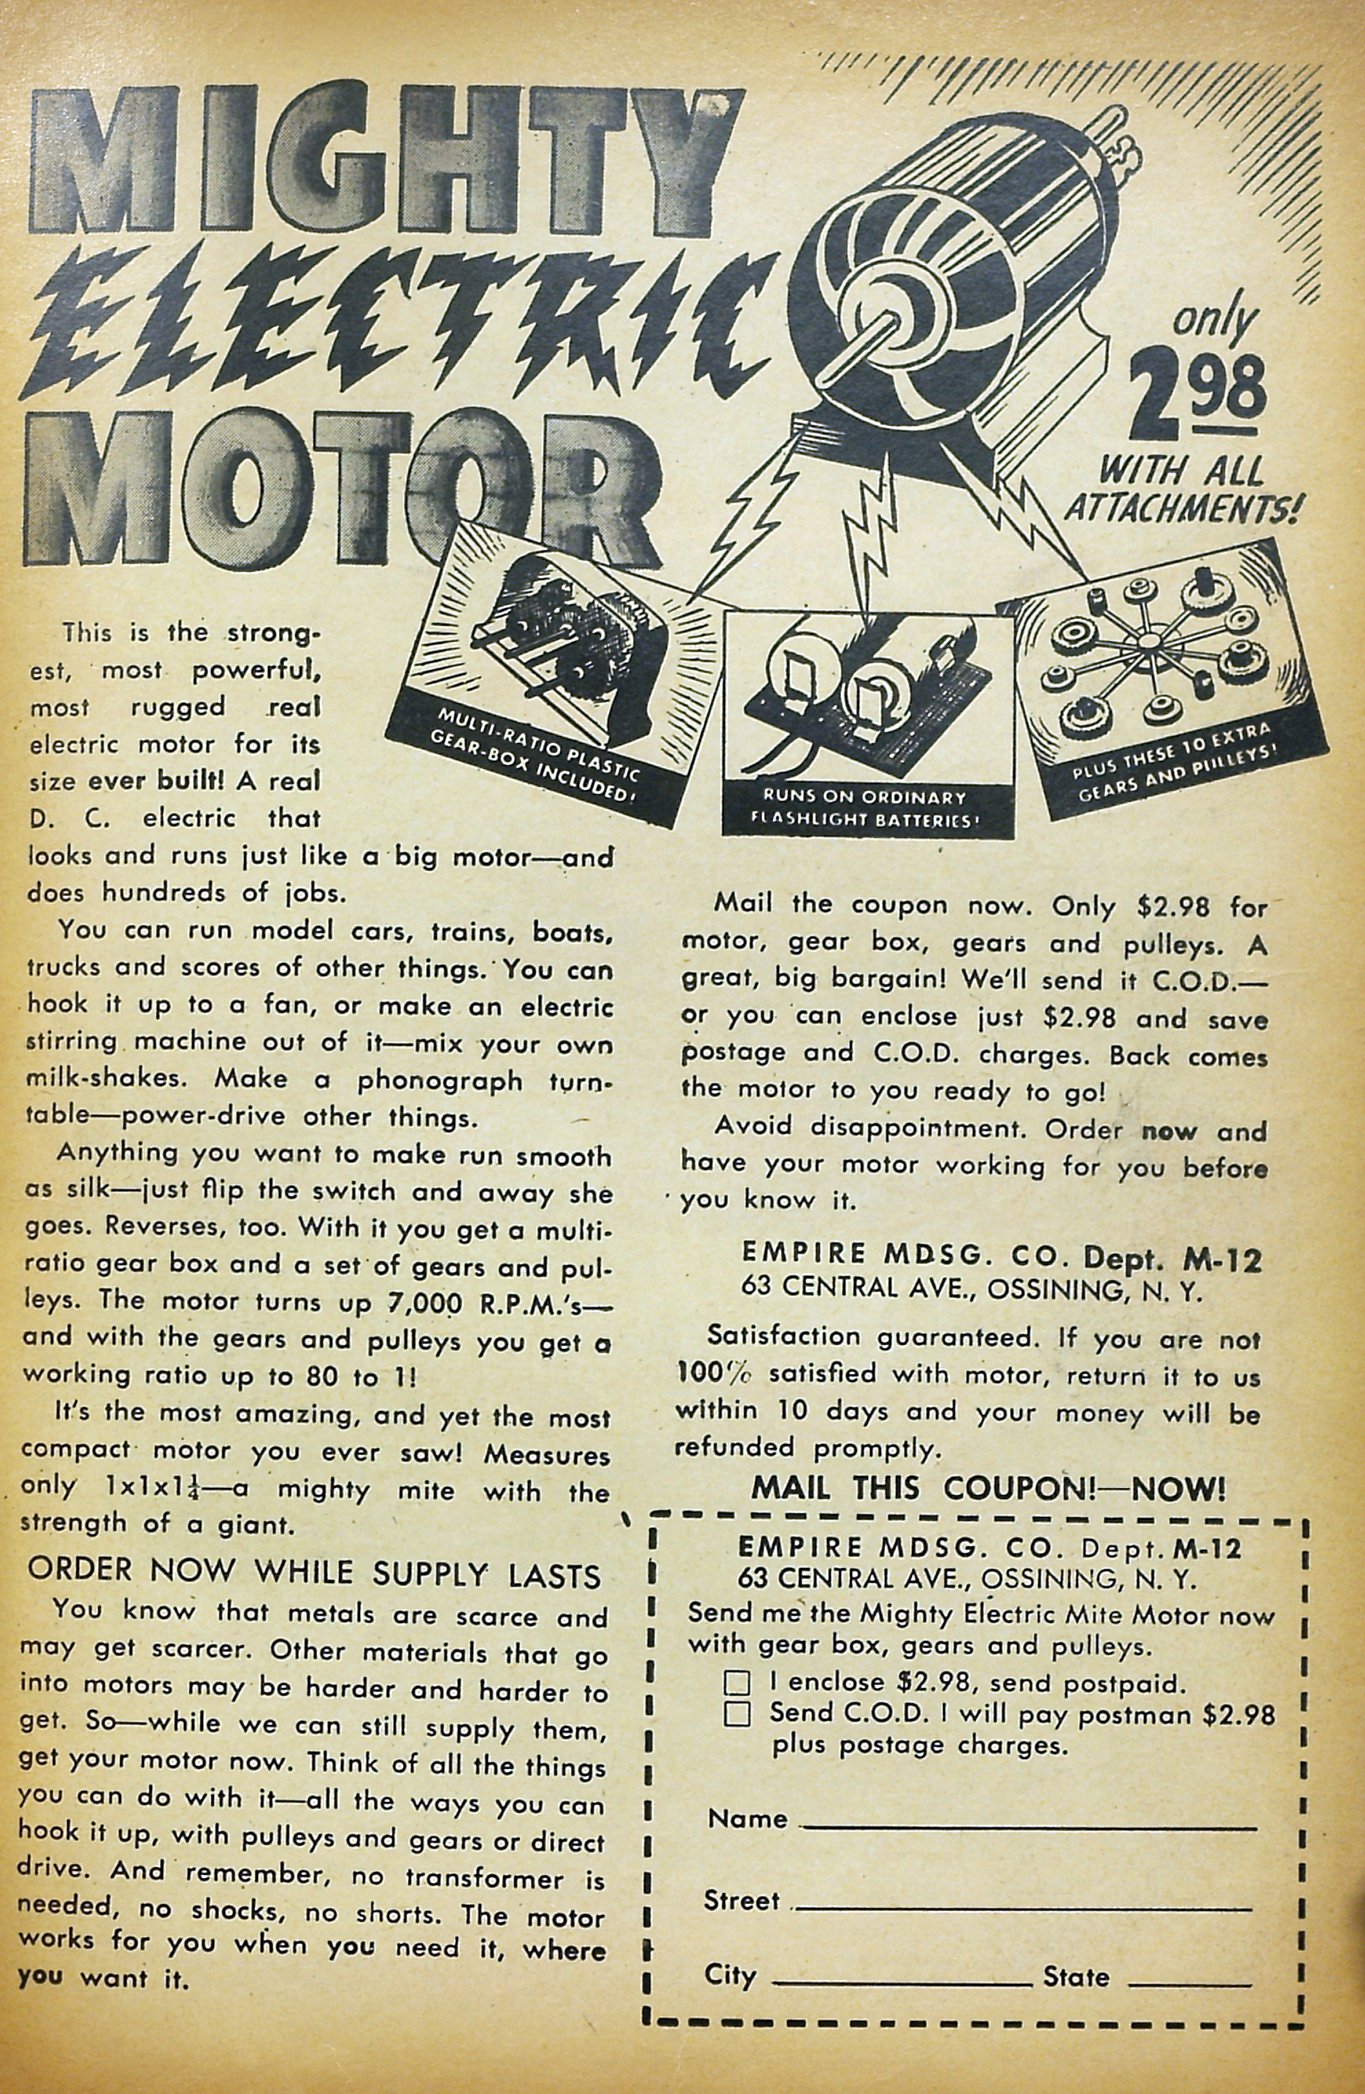 MIGHTY
ELECTRIC
MOTOR
only
2.98
WITH ALL
ATTACHMENTS!
MULTI-RATIO PLASTIC
GEAR-BOX INCLUDED!
RUNS ON ORDINARY
FLASHLIGHT BATTERIES!
PLUS THESE 10 EXTRA
GEARS AND PULLEYS!
This is the strong-
est, most powerful,
most rugged real
electric motor for its
size ever built! A real
D. C. electric that
looks and runs just like a big motor—and
does hundreds of jobs.
You can run model cars, trains, boats,
trucks and scores of other things. You can
hook it up to a fan, or make an electric
stirring machine out of it—mix your own
milk-shakes. Make a phonograph turn-
table—power-drive other things.
Anything you want to make run smooth
as silk—just flip the switch and away she
goes. Reverses, too. With it you get a multi-
ratio gear box and a set of gears and pul-
leys. The motor turns up 7,000 R.P.M.'s—
and with the gears and pulleys you get a
working ratio up to 80 to 1!
It's the most amazing, and yet the most
compact motor you ever saw! Measures
only 1x1x1¼—a mighty mite with the
strength of a giant.
ORDER NOW WHILE SUPPLY LASTS
You know that metals are scarce and
may get scarcer. Other materials that go
into motors may be harder and harder to
get. So—while we can still supply them,
get your motor now. Think of all the things
you can do with it—all the ways you can
hook it up, with pulleys and gears or direct
drive. And remember, no transformer is
needed, no shocks, no shorts. The motor
works for you when you need it, where
you want it.
Mail the coupon now. Only $2.98 for
motor, gear box, gears and pulleys. A
great, big bargain! We'll send it C.O.D.—
or you can enclose just $2.98 and save
postage and C.O.D. charges. Back comes
the motor to you ready to go!
Avoid disappointment. Order now and
have your motor working for you before
you know it.
EMPIRE MDSG. CO. Dept. M-12
63 CENTRAL AVE., OSSINING, N. Y.
Satisfaction guaranteed. If you are not
100% satisfied with motor, return it to us
within 10 days and your money will be
refunded promptly.
MAIL THIS COUPON!—NOW!
EMPIRE MDSG. CO. Dept. M-12
63 CENTRAL AVE., OSSINING, N. Y.
Send me the Mighty Electric Mite Motor now
with gear box, gears and pulleys.
I enclose $2.98, send postpaid.
Send C.O.D. I will pay postman $2.98
plus postage charges.
Name
Street
City State